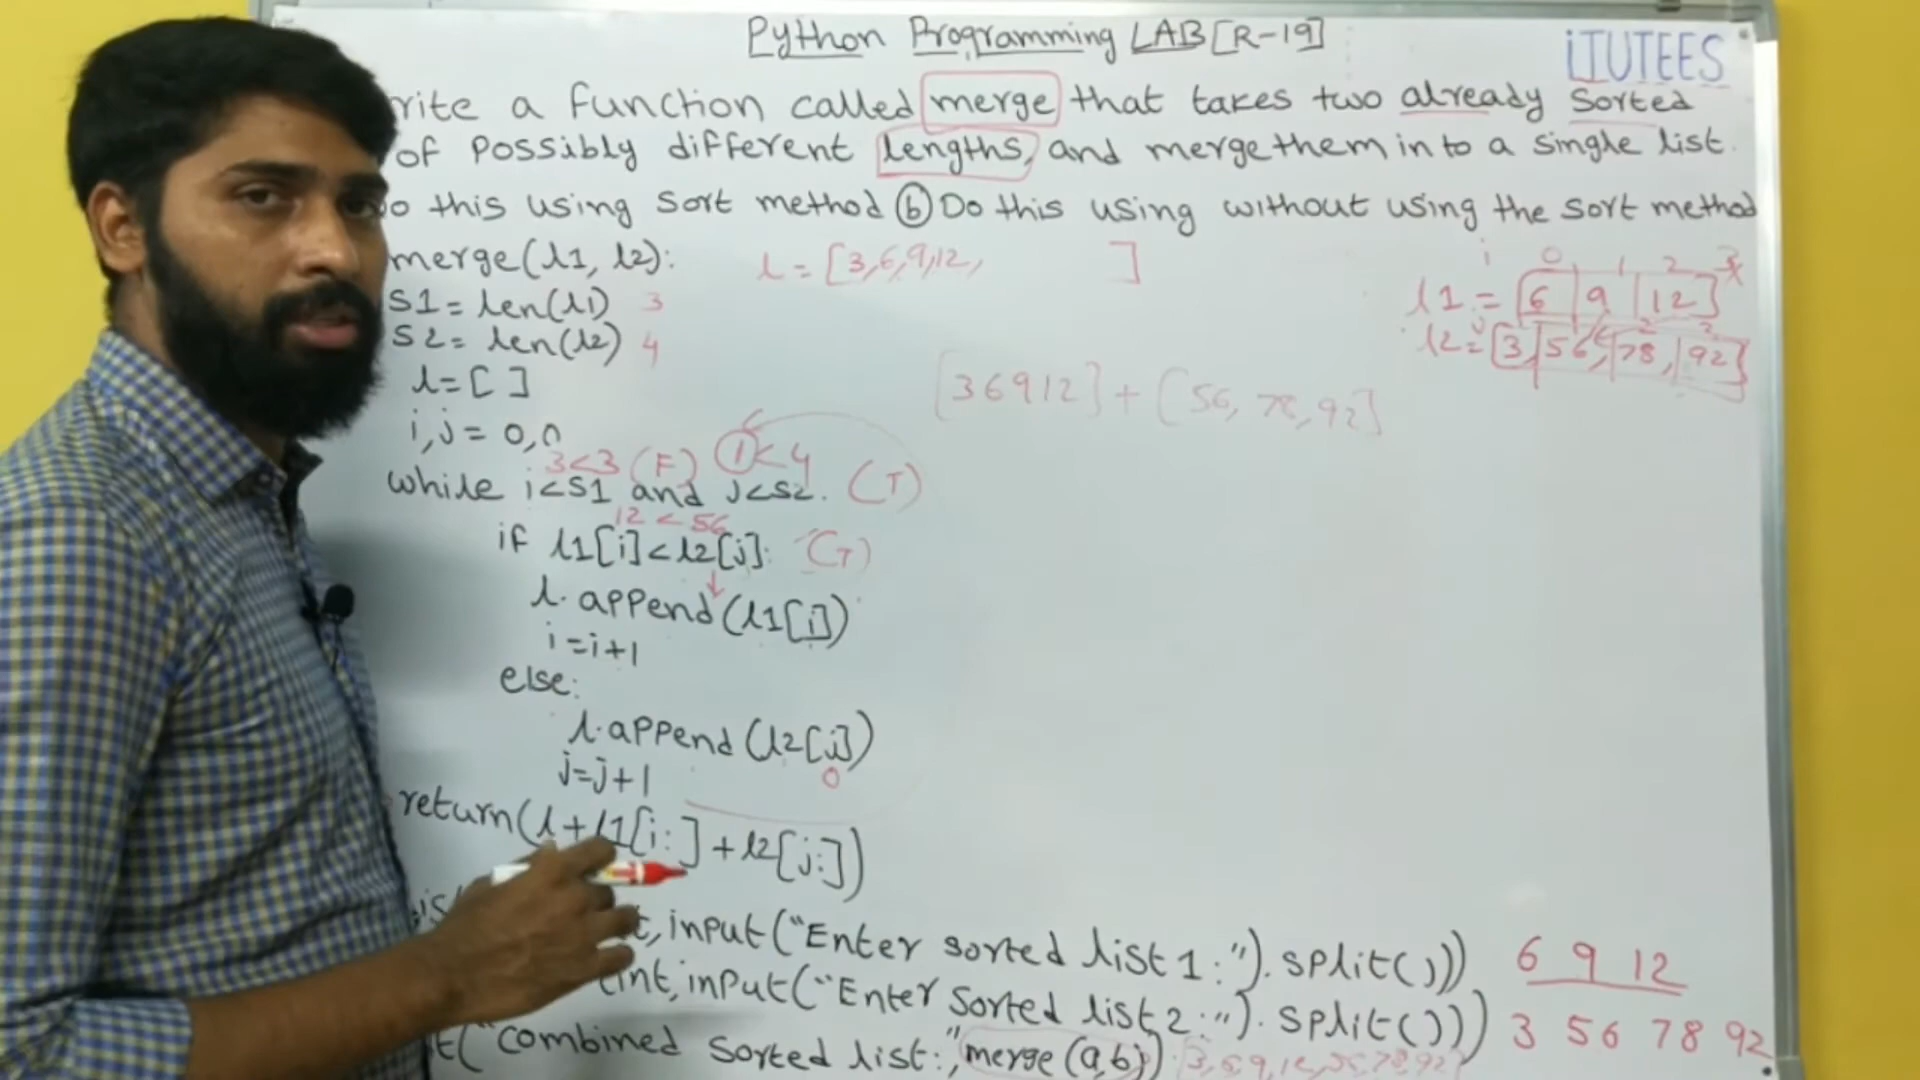 Python Programming LAB [R-19]
iTUTEES
rite a function called merge that takes two already sorted
of possibly different lengths, and merge them in to a single list.
o this using sort method ⓑ Do this using without using the sort method
merge(l1, l2):
l = [3,6,9,12, ]
i 0 1 2 3
s1 = len(l1) 3
l1 = [6 | 9 | 12]
s2 = len(l2) 4
l2 = [3, 56, 78, 92]
l = [ ]
[3 6 9 12] + [56, 78, 92]
i,j = 0,0
3<3 (F) 1<4
while i<s1 and j<s2. (T)
12 < 56
if l1[i]<l2[j]: (T)
l.append(l1[i])
i=i+1
else:
l.append(l2[j])
0
j=j+1
return(l+l1[i:]+l2[j:])
t,input("Enter sorted list1:").split()) 6 9 12
int,input("Enter sorted list2:").split())) 3 56 78 92
t("combined sorted list:", merge(a,b))